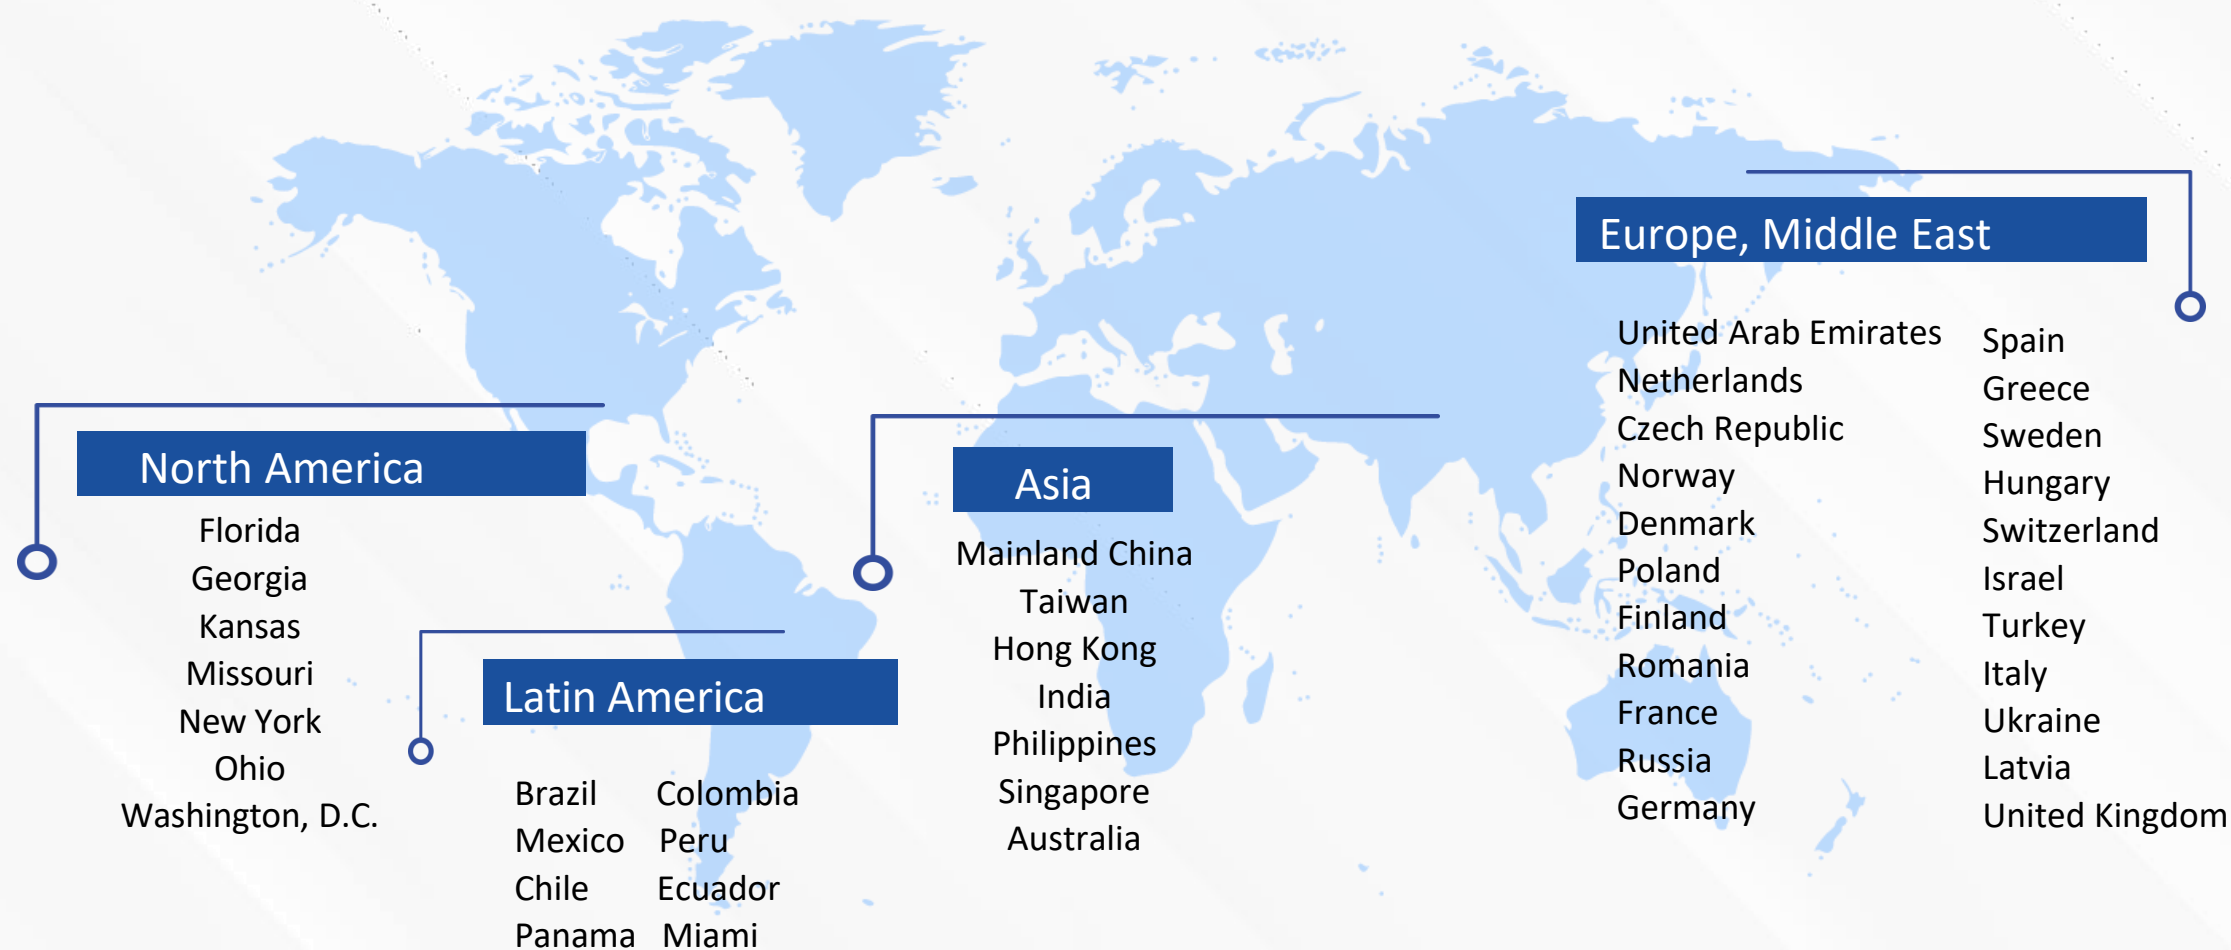 North America
Florida
Georgia
Kansas
Missouri
New York
Ohio
Washington, D.C.
Latin America
Brazil Colombia
Mexico Peru
Chile Ecuador
Panama Miami
Asia
Mainland China
Taiwan
Hong Kong
India
Philippines
Singapore
Australia
Europe, Middle East
United Arab Emirates
Netherlands
Czech Republic
Norway
Denmark
Poland
Finland
Romania
France
Russia
Germany
Spain
Greece
Sweden
Hungary
Switzerland
Israel
Turkey
Italy
Ukraine
Latvia
United Kingdom